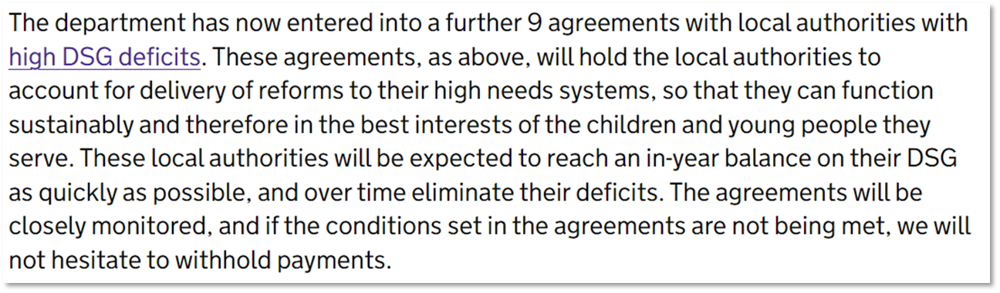 The department has now entered into a further 9 agreements with local authorities with
high DSG deficits. These agreements, as above, will hold the local authorities to
account for delivery of reforms to their high needs systems, so that they can function
sustainably and therefore in the best interests of the children and young people they
serve. These local authorities will be expected to reach an in-year balance on their DSG
as quickly as possible, and over time eliminate their deficits. The agreements will be
closely monitored, and if the conditions set in the agreements are not being met, we will
not hesitate to withhold payments.